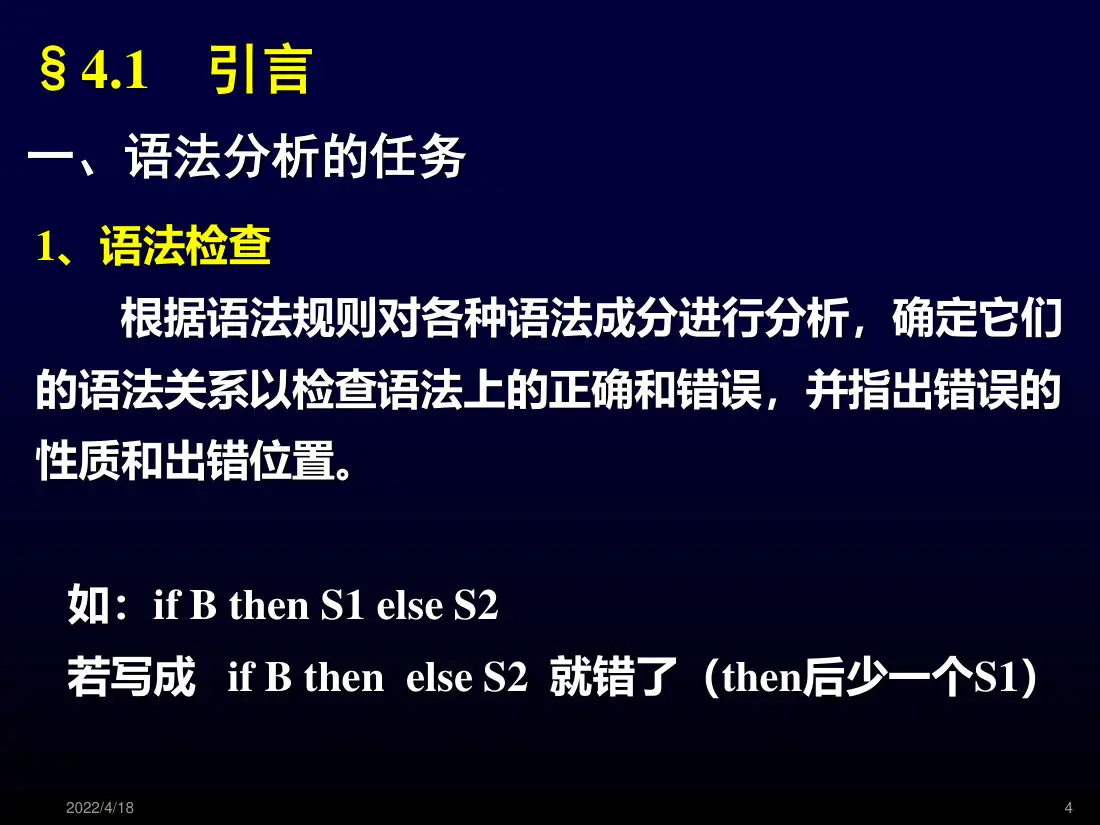 §4.1 引言
一、语法分析的任务
1、语法检查
根据语法规则对各种语法成分进行分析，确定它们
的语法关系以检查语法上的正确和错误，并指出错误的
性质和出错位置。
如：if B then S1 else S2
若写成 if B then else S2 就错了（then后少一个S1）
2022/4/18
4